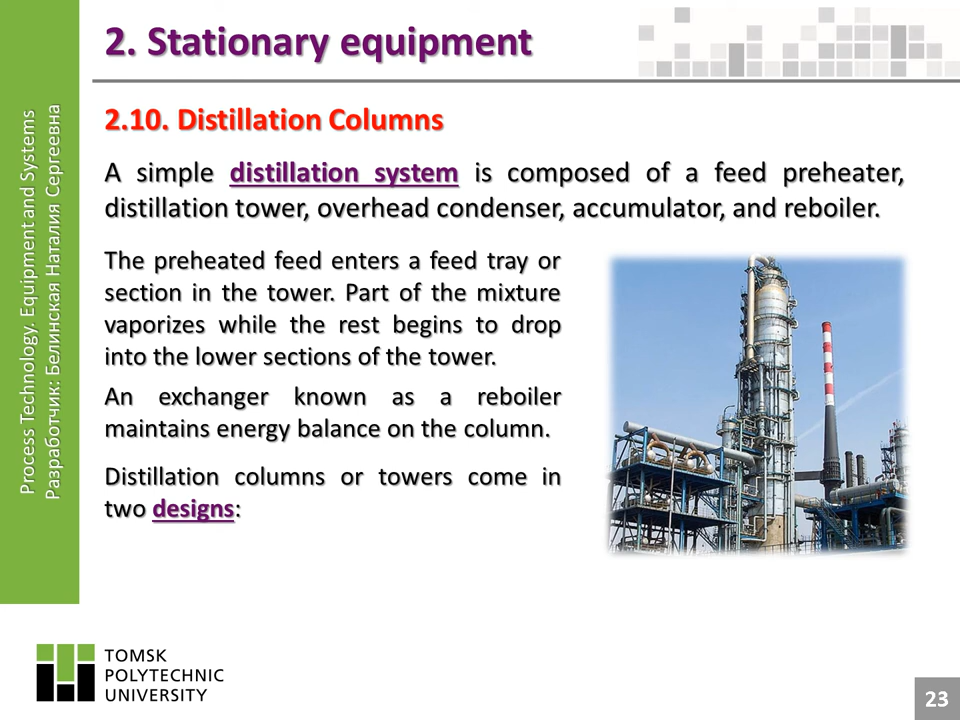 2. Stationary equipment
Process Technology. Equipment and Systems
Разработчик: Белинская Наталия Сергеевна
2.10. Distillation Columns
A simple distillation system is composed of a feed preheater,
distillation tower, overhead condenser, accumulator, and reboiler.
The preheated feed enters a feed tray or
section in the tower. Part of the mixture
vaporizes while the rest begins to drop
into the lower sections of the tower.
An exchanger known as a reboiler
maintains energy balance on the column.
Distillation columns or towers come in
two designs:
TOMSK
POLYTECHNIC
UNIVERSITY
23